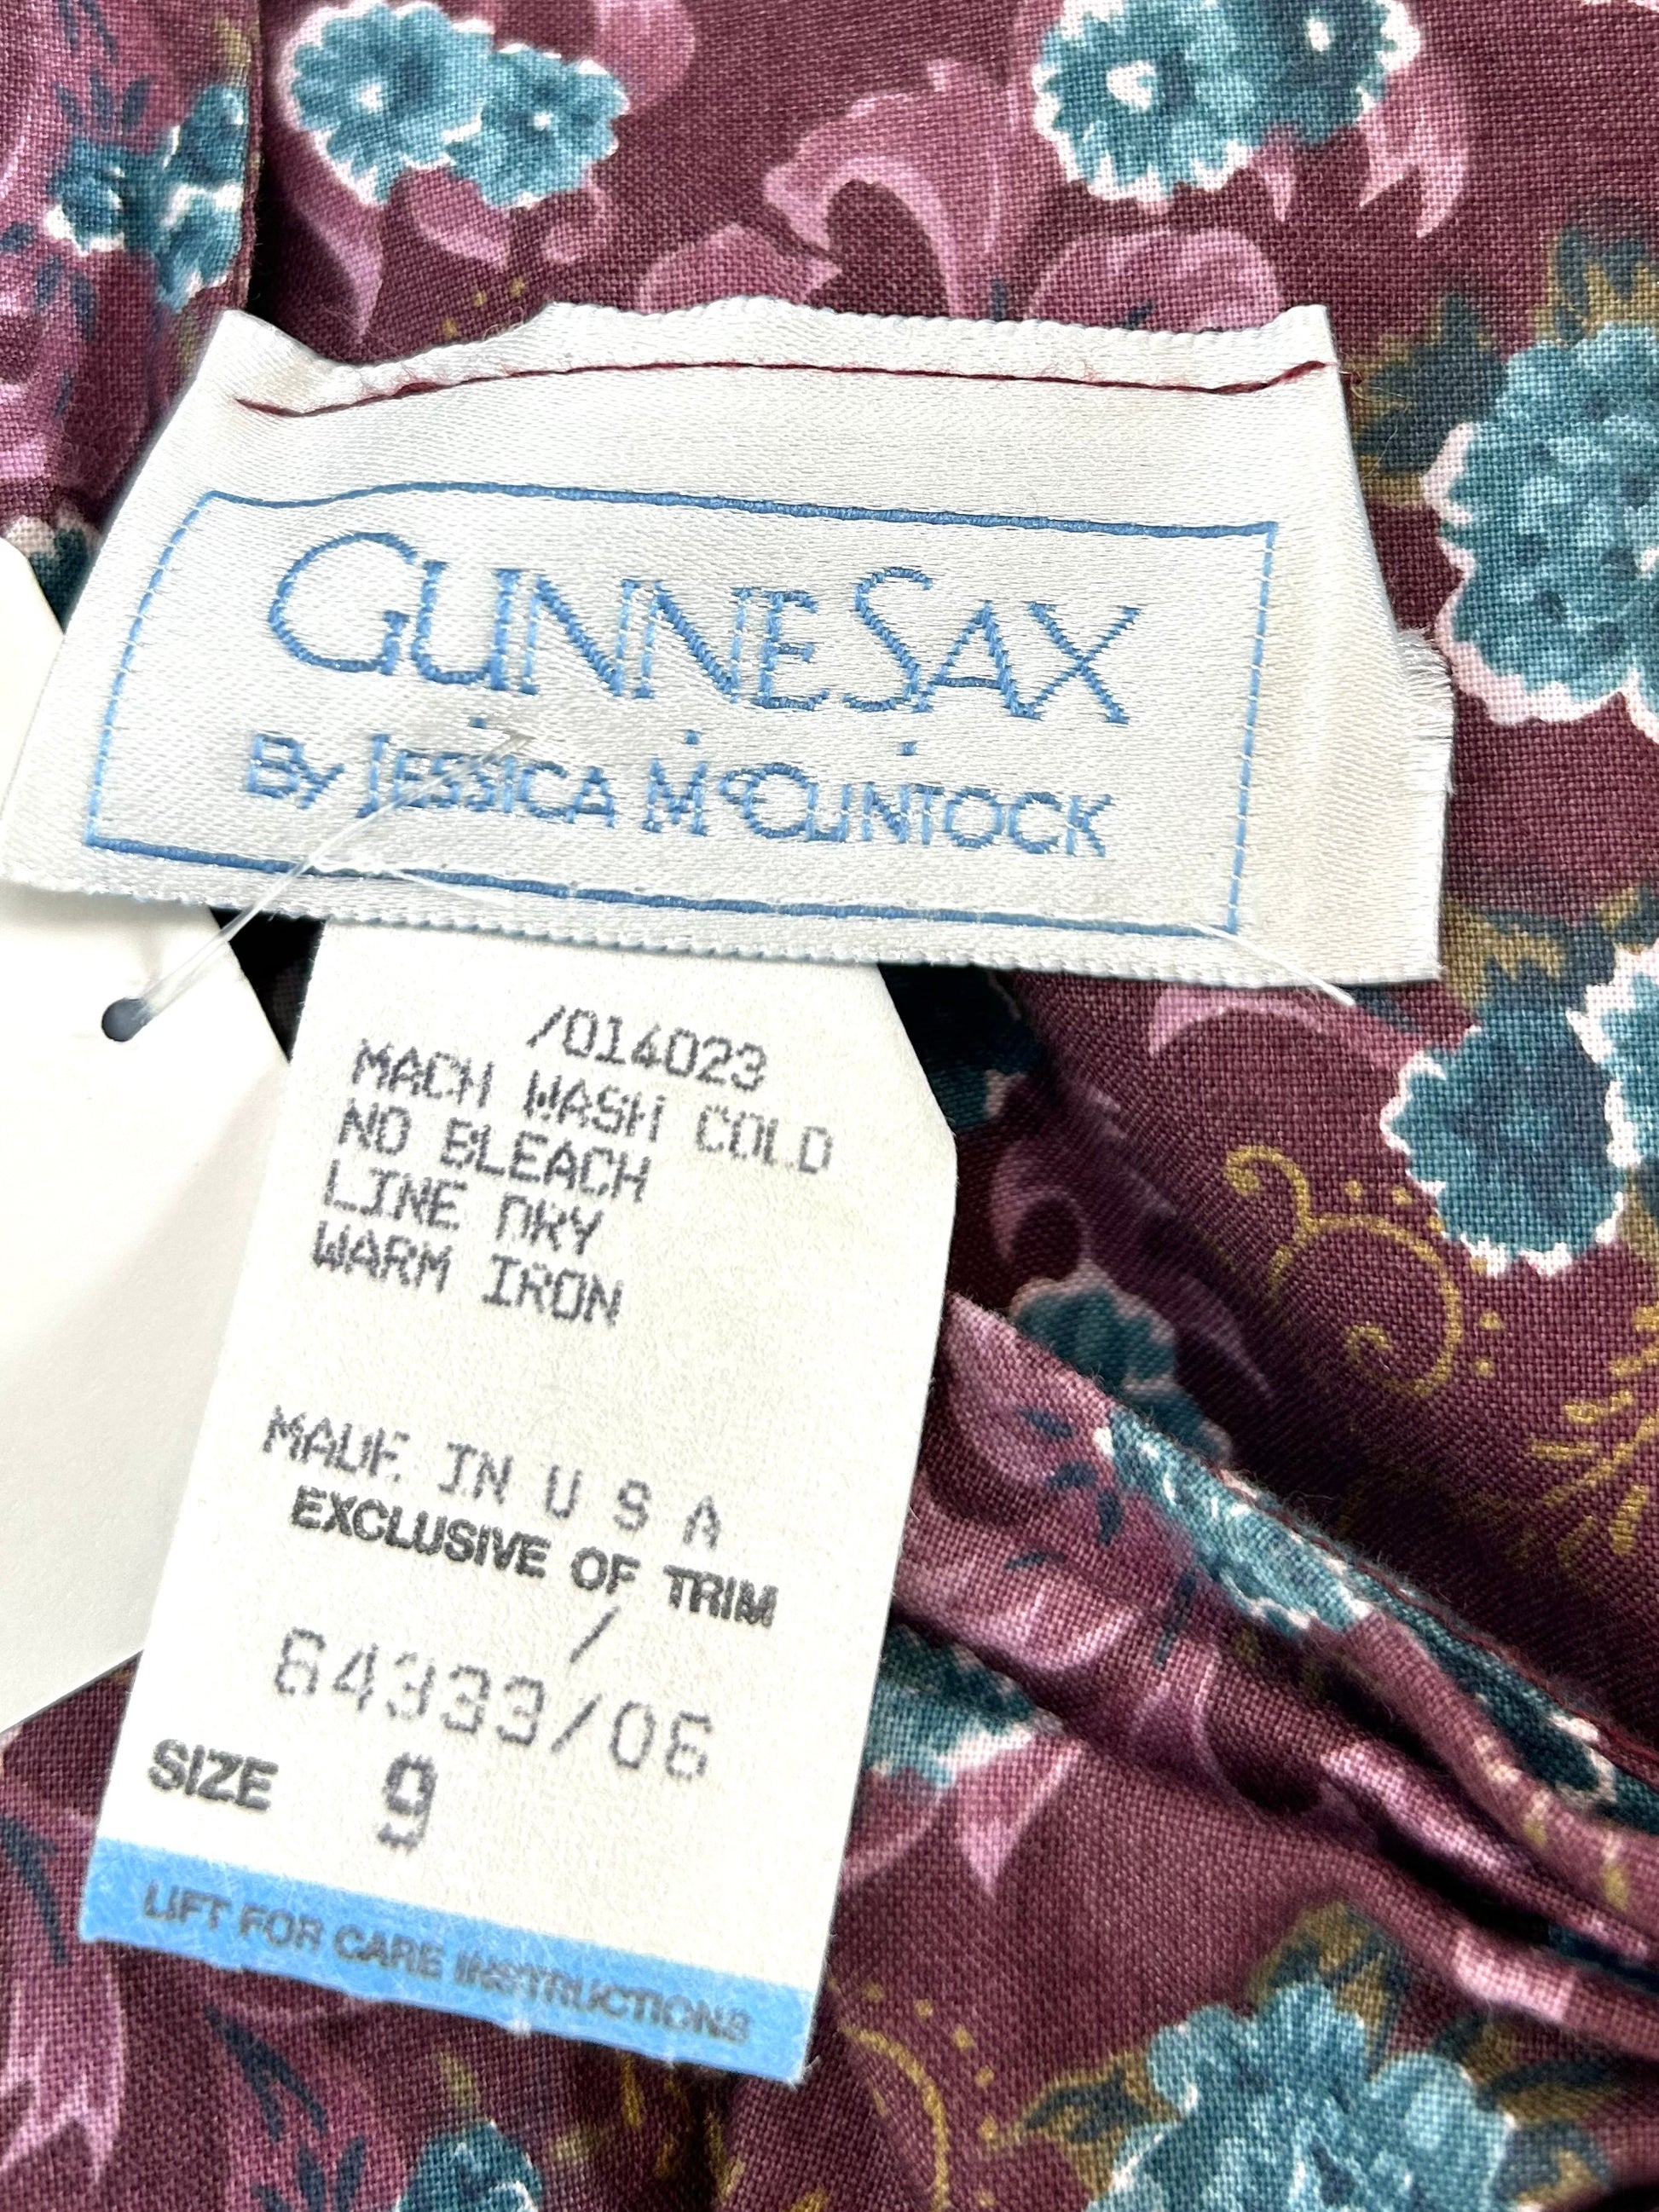 GUNNE SAX
BY JESSICA McCLINTOCK
/014023
MACH WASH COLD
NO BLEACH
LINE DRY
WARM IRON
MADE IN U S A
EXCLUSIVE OF TRIM
/
64333/06
SIZE 9
LIFT FOR CARE INSTRUCTIONS